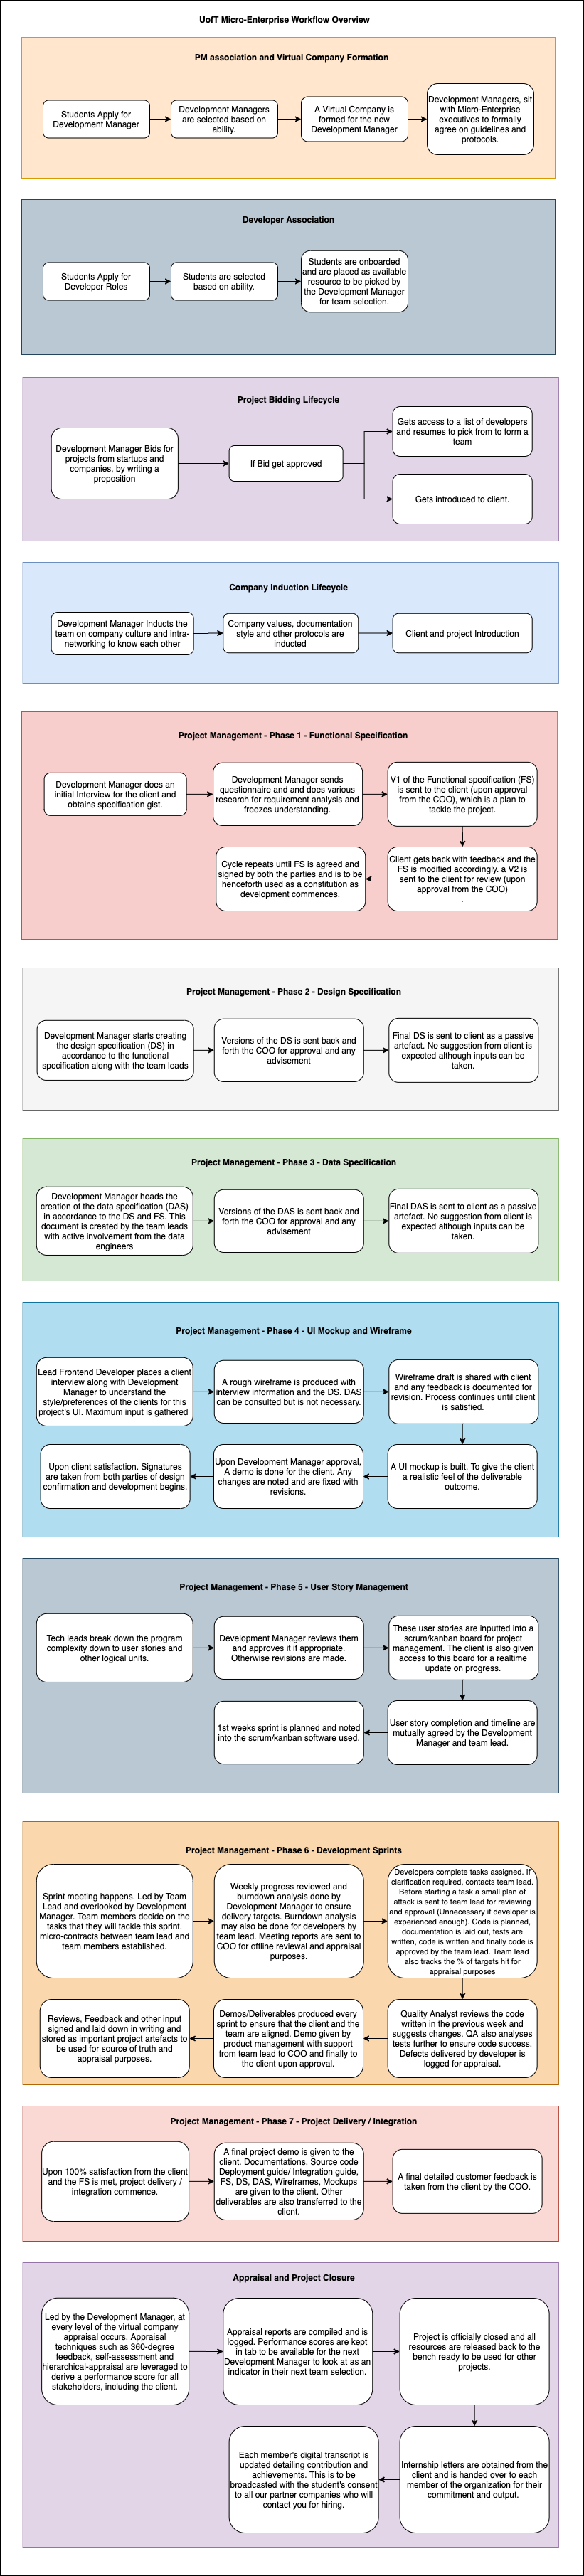 UofT Micro-Enterprise Workflow Overview
PM association and Virtual Company Formation
Students Apply for
Development Manager
Development Managers
are selected based on
ability.
A Virtual Company is
formed for the new
Development Manager
Development Managers, sit
with Micro-Enterprise
executives to formally
agree on guidelines and
protocols.
Developer Association
Students Apply for
Developer Roles
Students are selected
based on ability.
Students are onboarded
and are placed as available
resource to be picked by
the Development Manager
for team selection.
Project Bidding Lifecycle
Development Manager Bids for
projects from startups and
companies, by writing a
proposition
If Bid get approved
Gets access to a list of developers
and resumes to pick from to form a
team
Gets introduced to client.
Company Induction Lifecycle
Development Manager Inducts the
team on company culture and intra-
networking to know each other
Company values, documentation
style and other protocols are
inducted
Client and project Introduction
Project Management - Phase 1 - Functional Specification
Development Manager does an
initial Interview for the client and
obtains specification gist.
Development Manager sends
questionnaire and and does various
research for requirement analysis and
freezes understanding.
V1 of the Functional specification (FS)
is sent to the client (upon approval
from the COO), which is a plan to
tackle the project.
Client gets back with feedback and the
FS is modified accordingly. a V2 is
sent to the client for review (upon
approval from the COO)
.
Cycle repeats until FS is agreed and
signed by both the parties and is to be
henceforth used as a constitution as
development commences.
Project Management - Phase 2 - Design Specification
Development Manager starts creating
the design specification (DS) in
accordance to the functional
specification along with the team leads
Versions of the DS is sent back and
forth the COO for approval and any
advisement
Final DS is sent to client as a passive
artefact. No suggestion from client is
expected although inputs can be
taken.
Project Management - Phase 3 - Data Specification
Development Manager heads the
creation of the data specification (DAS)
in accordance to the DS and FS. This
document is created by the team leads
with active involvement from the data
engineers
Versions of the DAS is sent back and
forth the COO for approval and any
advisement
Final DAS is sent to client as a passive
artefact. No suggestion from client is
expected although inputs can be
taken.
Project Management - Phase 4 - UI Mockup and Wireframe
Lead Frontend Developer places a client
interview along with Development
Manager to understand the
style/preferences of the clients for this
project's UI. Maximum input is gathered
A rough wireframe is produced with
interview information and the DS. DAS
can be consulted but is not necessary.
Wireframe draft is shared with client
and any feedback is documented for
revision. Process continues until client
is satisfied.
A UI mockup is built. To give the client
a realistic feel of the deliverable
outcome.
Upon Development Manager approval,
A demo is done for the client. Any
changes are noted and are fixed with
revisions.
Upon client satisfaction. Signatures
are taken from both parties of design
confirmation and development begins.
Project Management - Phase 5 - User Story Management
Tech leads break down the program
complexity down to user stories and
other logical units.
Development Manager reviews them
and approves it if appropriate.
Otherwise revisions are made.
These user stories are inputted into a
scrum/kanban board for project
management. The client is also given
access to this board for a realtime
update on progress.
User story completion and timeline are
mutually agreed by the Development
Manager and team lead.
1st weeks sprint is planned and noted
into the scrum/kanban software used.
Project Management - Phase 6 - Development Sprints
Sprint meeting happens. Led by Team
Lead and overlooked by Development
Manager. Team members decide on the
tasks that they will tackle this sprint.
micro-contracts between team lead and
team members established.
Weekly progress reviewed and
burndown analysis done by
Development Manager to ensure
delivery targets. Burndown analysis
may also be done for developers by
team lead. Meeting reports are sent to
COO for offline reviewal and appraisal
purposes.
Developers complete tasks assigned. If
clarification required, contacts team lead.
Before starting a task a small plan of
attack is sent to team lead for reviewing
and approval (Unnecessary if developer is
experienced enough). Code is planned,
documentation is laid out, tests are
written, code is written and finally code is
approved by the team lead. Team lead
also tracks the % of targets hit for
appraisal purposes
Quality Analyst reviews the code
written in the previous week and
suggests changes. QA also analyses
tests further to ensure code success.
Defects delivered by developer is
logged for appraisal.
Demos/Deliverables produced every
sprint to ensure that the client and
the team are aligned. Demo given by
product management with support
from team lead to COO and finally to
the client upon approval.
Reviews, Feedback and other input
signed and laid down in writing and
stored as important project artefacts to
be used for source of truth and
appraisal purposes.
Project Management - Phase 7 - Project Delivery / Integration
Upon 100% satisfaction from the client
and the FS is met, project delivery /
integration commence.
A final project demo is given to the
client. Documentations, Source code
Deployment guide/ Integration guide,
FS, DS, DAS, Wireframes, Mockups
are given to the client. Other
deliverables are also transferred to the
client.
A final detailed customer feedback is
taken from the client by the COO.
Appraisal and Project Closure
Led by the Development Manager, at
every level of the virtual company
appraisal occurs. Appraisal
techniques such as 360-degree
feedback, self-assessment and
hierarchical-appraisal are leveraged to
derive a performance score for all
stakeholders, including the client.
Appraisal reports are compiled and is
logged. Performance scores are kept
in tab to be available for the next
Development Manager to look at as an
indicator in their next team selection.
Project is officially closed and all
resources are released back to the
bench ready to be used for other
projects.
Internship letters are obtained from the
client and is handed over to each
member of the organization for their
commitment and output.
Each member's digital transcript is
updated detailing contribution and
achievements. This is to be
broadcasted with the student's consent
to all our partner companies who will
contact you for hiring.